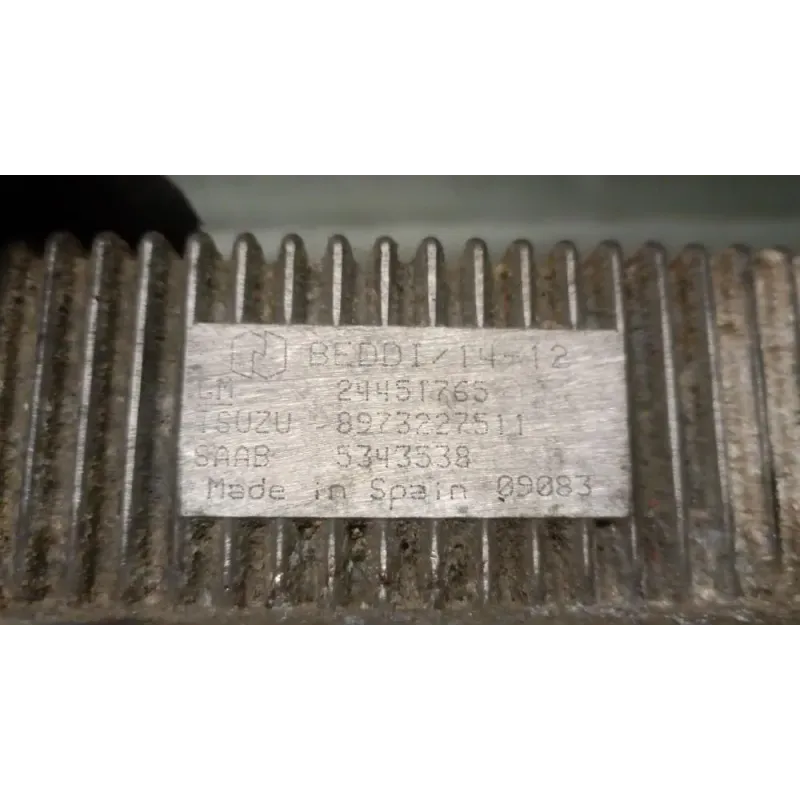 BEDDI/14-12
GM 24451765
ISUZU 8973227511
SAAB 5343538
Made in Spain 09083